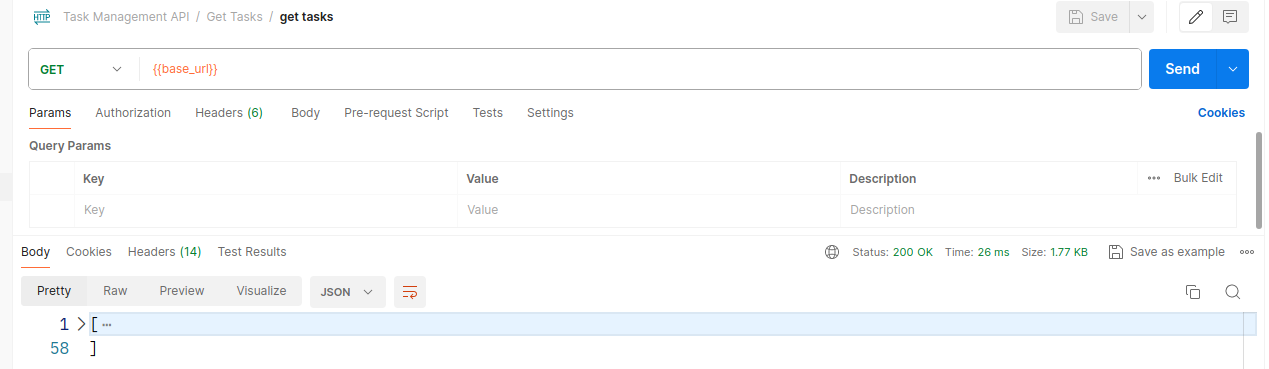 HTTP Task Management API / Get Tasks / get tasks Save
GET {{base_url}} Send
Params Authorization Headers (6) Body Pre-request Script Tests Settings Cookies
Query Params
Key Value Description ••• Bulk Edit
Key Value Description
Body Cookies Headers (14) Test Results Status: 200 OK Time: 26 ms Size: 1.77 KB Save as example •••
Pretty Raw Preview Visualize JSON
1 [ •••
58 ]